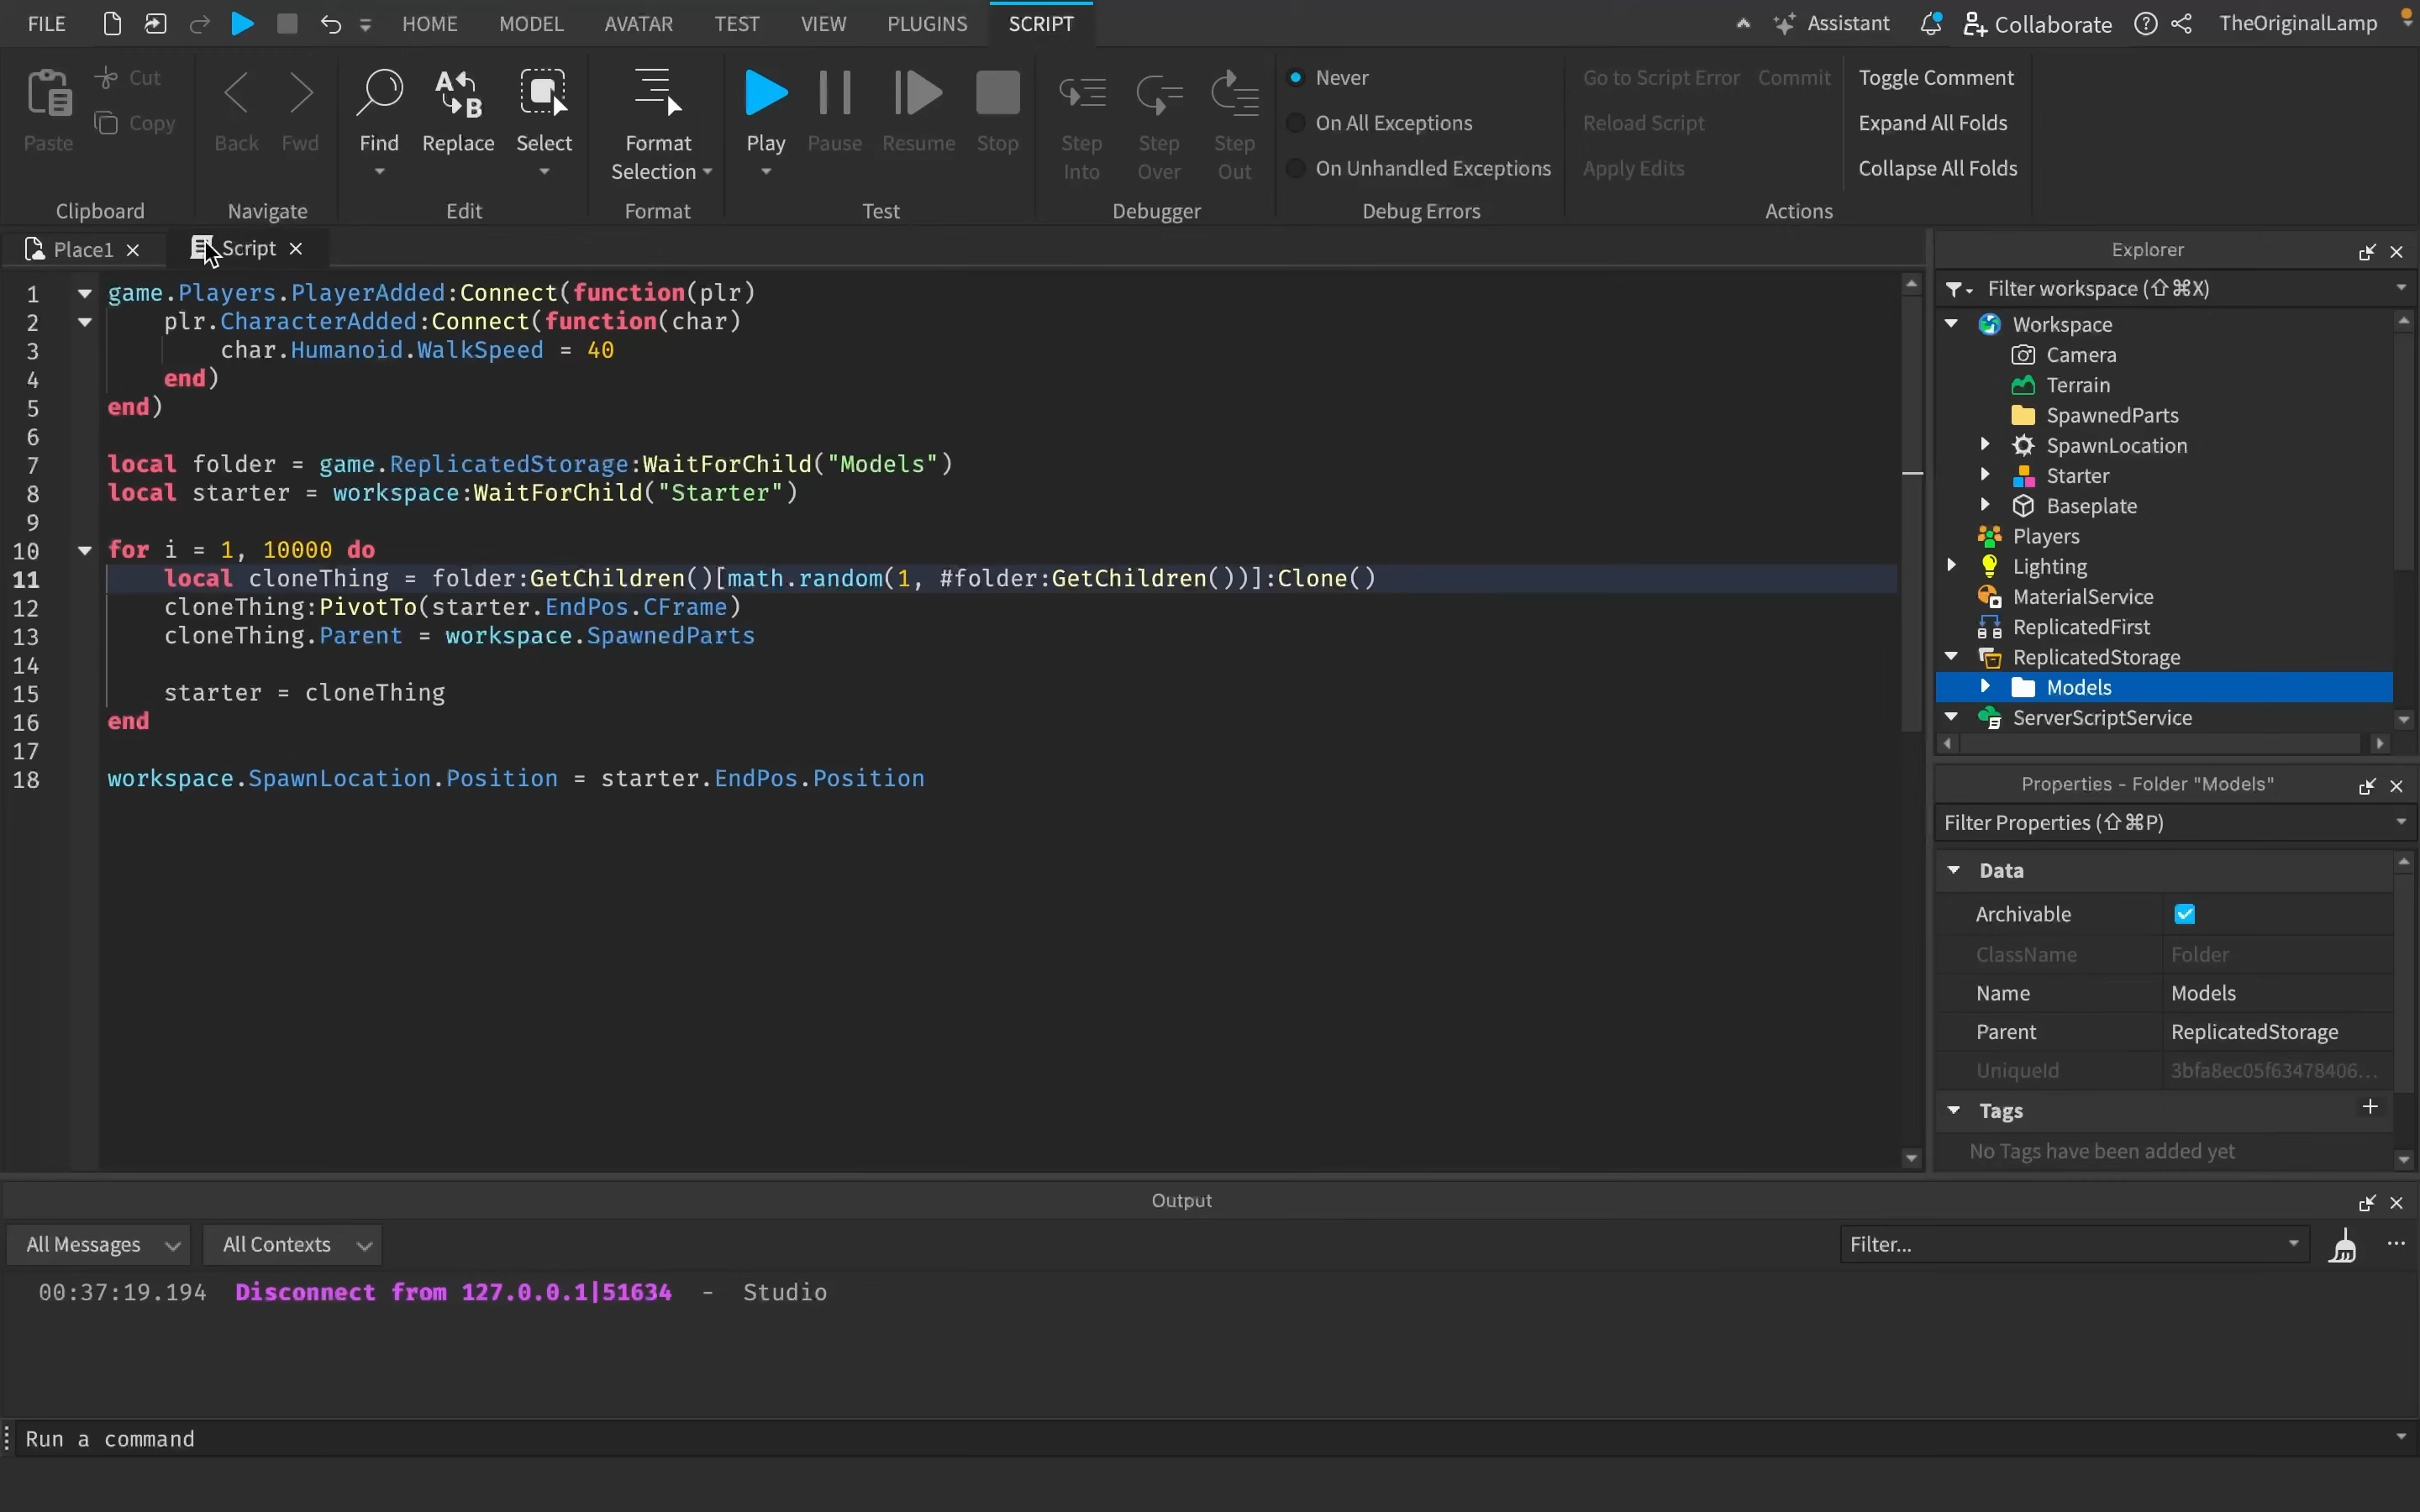 FILE HOME MODEL AVATAR TEST VIEW PLUGINS SCRIPT Assistant Collaborate TheOriginalLamp
Paste Cut Copy Back Fwd Find Replace Select Format Selection Play Pause Resume Stop Step Into Step Over Step Out
Never
On All Exceptions
On Unhandled Exceptions
Go to Script Error Commit
Reload Script
Apply Edits
Toggle Comment
Expand All Folds
Collapse All Folds
Clipboard Navigate Edit Format Test Debugger Debug Errors Actions
Place1 Script
1 game.Players.PlayerAdded:Connect(function(plr)
2 plr.CharacterAdded:Connect(function(char)
3 char.Humanoid.WalkSpeed = 40
4 end)
5 end)
6
7 local folder = game.ReplicatedStorage:WaitForChild("Models")
8 local starter = workspace:WaitForChild("Starter")
9
10 for i = 1, 10000 do
11 local cloneThing = folder:GetChildren()[math.random(1, #folder:GetChildren())]:Clone()
12 cloneThing:PivotTo(starter.EndPos.CFrame)
13 cloneThing.Parent = workspace.SpawnedParts
14
15 starter = cloneThing
16 end
17
18 workspace.SpawnLocation.Position = starter.EndPos.Position
Explorer
Filter workspace (⇧⌘X)
Workspace
Camera
Terrain
SpawnedParts
SpawnLocation
Starter
Baseplate
Players
Lighting
MaterialService
ReplicatedFirst
ReplicatedStorage
Models
ServerScriptService
Properties - Folder "Models"
Filter Properties (⇧⌘P)
Data
Archivable
ClassName Folder
Name Models
Parent ReplicatedStorage
UniqueId 3bfa8ec05f63478406...
Tags +
No Tags have been added yet
Output
All Messages All Contexts Filter...
00:37:19.194 Disconnect from 127.0.0.1|51634 - Studio
Run a command